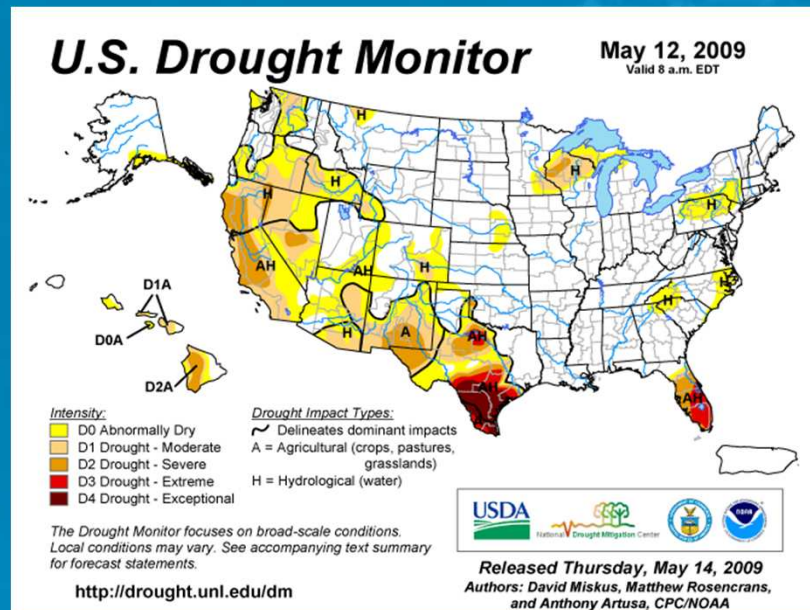 U.S. Drought Monitor
May 12, 2009
Valid 8 a.m. EDT
H
H
H
H
H
H
AH
AH
H
H
H
H
A
AH
AH
AH
D1A
D0A
D2A
Intensity:
D0 Abnormally Dry
D1 Drought - Moderate
D2 Drought - Severe
D3 Drought - Extreme
D4 Drought - Exceptional
Drought Impact Types:
Delineates dominant impacts
A = Agricultural (crops, pastures,
grasslands)
H = Hydrological (water)
USDA
National Drought Mitigation Center
NOAA
The Drought Monitor focuses on broad-scale conditions.
Local conditions may vary. See accompanying text summary
for forecast statements.
http://drought.unl.edu/dm
Released Thursday, May 14, 2009
Authors: David Miskus, Matthew Rosencrans,
and Anthony Artusa, CPC/NOAA